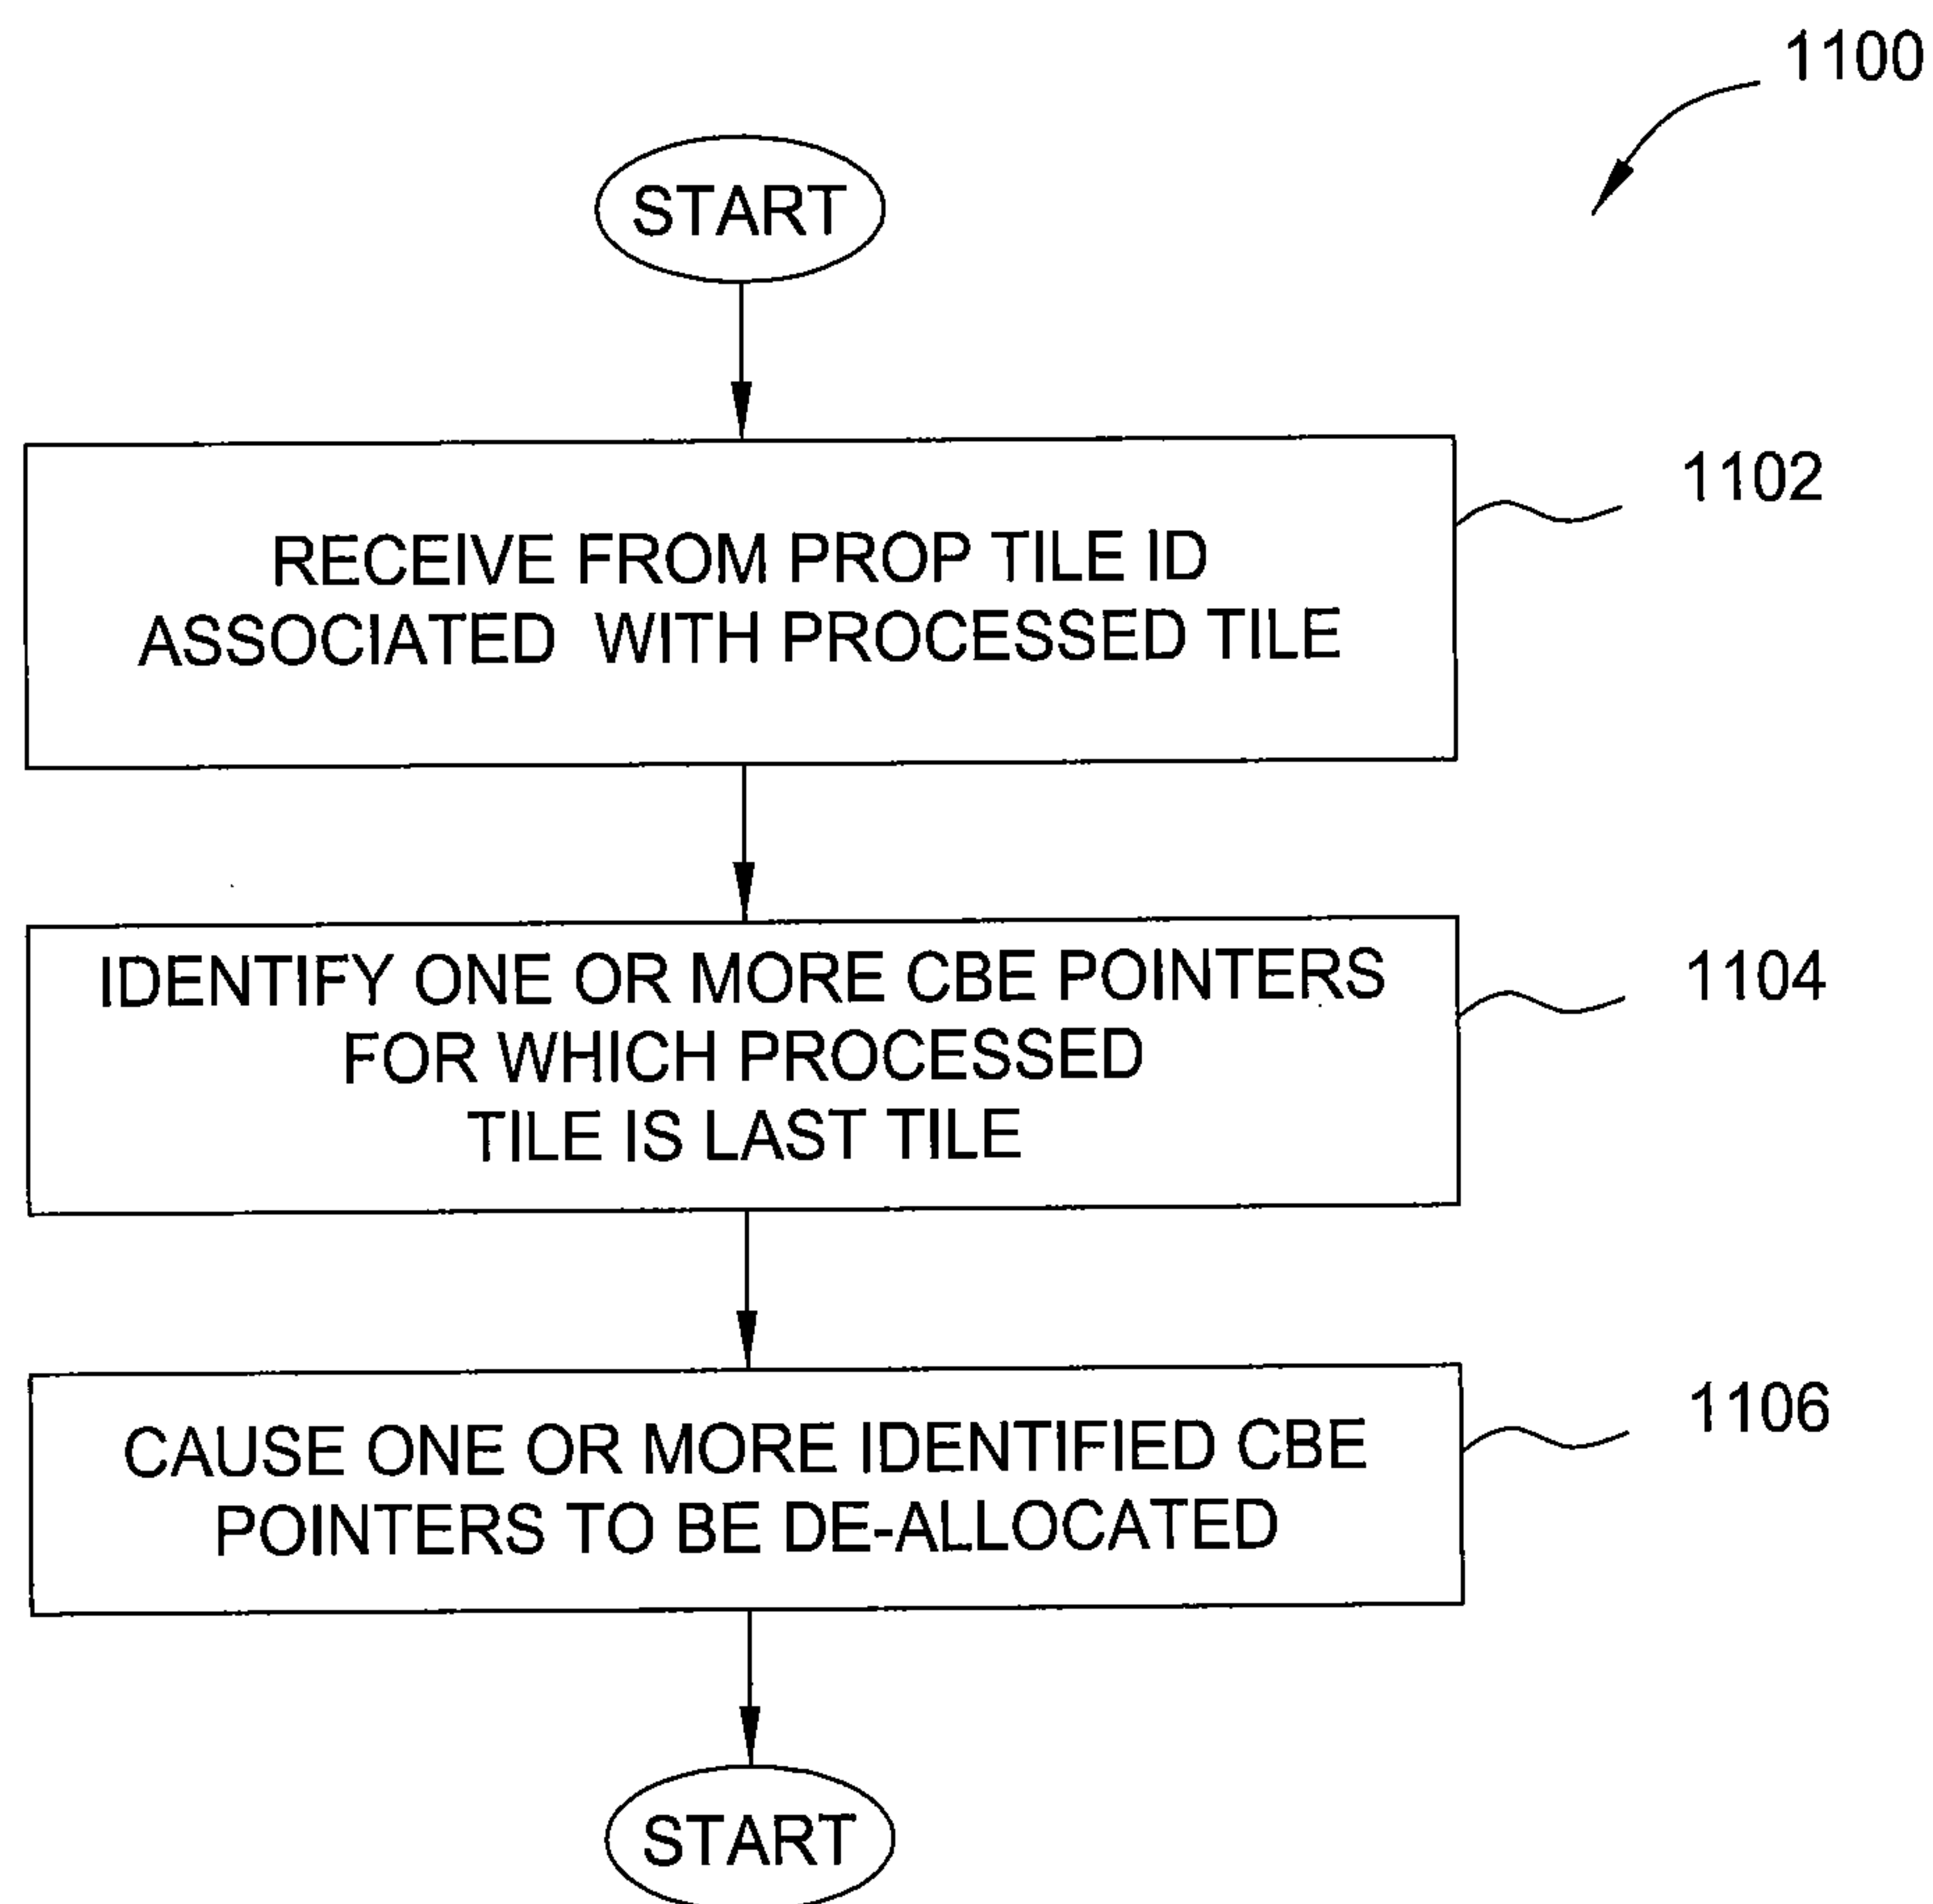 1100
START
RECEIVE FROM PROP TILE ID
ASSOCIATED WITH PROCESSED TILE
1102
IDENTIFY ONE OR MORE CBE POINTERS
FOR WHICH PROCESSED
TILE IS LAST TILE
1104
CAUSE ONE OR MORE IDENTIFIED CBE
POINTERS TO BE DE-ALLOCATED
1106
START